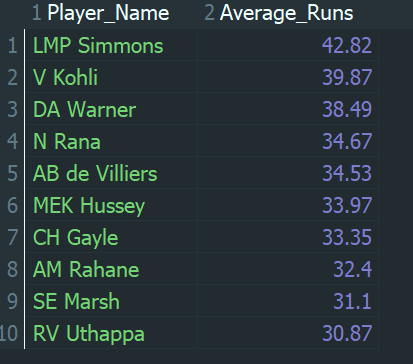 1 Player_Name 2 Average_Runs
1 LMP Simmons 42.82
2 V Kohli 39.87
3 DA Warner 38.49
4 N Rana 34.67
5 AB de Villiers 34.53
6 MEK Hussey 33.97
7 CH Gayle 33.35
8 AM Rahane 32.4
9 SE Marsh 31.1
10 RV Uthappa 30.87